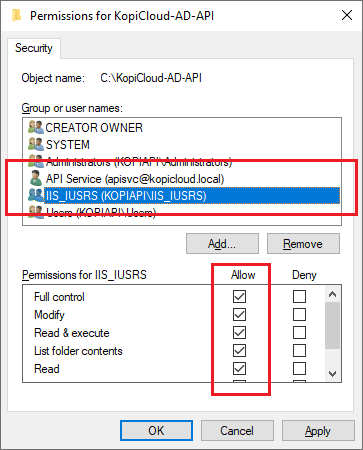 Permissions for KopiCloud-AD-API
Security
Object name: C:\KopiCloud-AD-API
Group or user names:
CREATOR OWNER
SYSTEM
Administrators (KOPIAPI\Administrators)
API Service (apisvc@kopicloud.local)
IIS_IUSRS (KOPIAPI\IIS_IUSRS)
Users (KOPIAPI\Users)
Add...
Remove
Permissions for IIS_IUSRS Allow Deny
Full control
Modify
Read & execute
List folder contents
Read
OK
Cancel
Apply